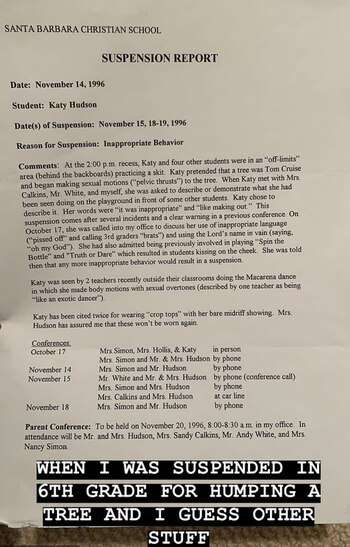 SANTA BARBARA CHRISTIAN SCHOOL
SUSPENSION REPORT
Date: November 14, 1996
Student: Katy Hudson
Date(s) of Suspension: November 15, 18-19, 1996
Reason for Suspension: Inappropriate Behavior
Comments: At the 2:00 p.m. recess, Katy and four other students were in an "off-limits"
area (behind the backboards) practicing a skit. Katy pretended that a tree was Tom Cruise
and began making sexual motions ("pelvic thrusts") to the tree. When Katy met with Mrs.
Calkins, Mr. White, and myself, she was asked to describe or demonstrate what she had
been seen doing on the playground in front of some other students. Katy chose to
describe it. Her words were "it was inappropriate" and "like making out." This
suspension comes after several incidents and a clear warning in a previous conference. On
October 17, she was called into my office to discuss her use of inappropriate language
("pissed off" and calling 3rd graders "brats") and using the Lord's name in vain (saying,
"oh my God") She had also admitted being previously involved in playing "Spin the
Bottle" and "Truth or Dare" which resulted in students kissing on the cheek. She was told
then that any more inappropriate behavior would result in a suspension.
Katy was seen by 2 teachers recently outside their classrooms doing the Macarena dance
in which she made body motions with sexual overtones (described by one teacher as being
"like an exotic dancer").
Katy has been cited twice for wearing "crop tops" with her bare midriff showing. Mrs.
Hudson has assured me that these won't be worn again.
Conferences:
October 17 Mrs. Simon, Mrs. Hollis, & Katy in person
Mrs. Simon and Mr. & Mrs. Hudson by phone
November 14 Mrs. Simon and Mr. Hudson by phone
November 15 Mr. White and Mr. & Mrs. Hudson by phone (conference call)
Mrs. Simon and Mr. Hudson by phone
Mrs. Calkins and Mrs. Hudson at car line
November 18 Mrs. Simon and Mr. Hudson by phone
Parent Conference: To be held on November 20, 1996, 8:00-8:30 a.m. in my office. In
attendance will be Mr. and Mrs. Hudson, Mrs. Sandy Calkins, Mr. Andy White, and Mrs.
Nancy Simon.
WHEN I WAS SUSPENDED IN
6TH GRADE FOR HUMPING A
TREE AND I GUESS OTHER
STUFF